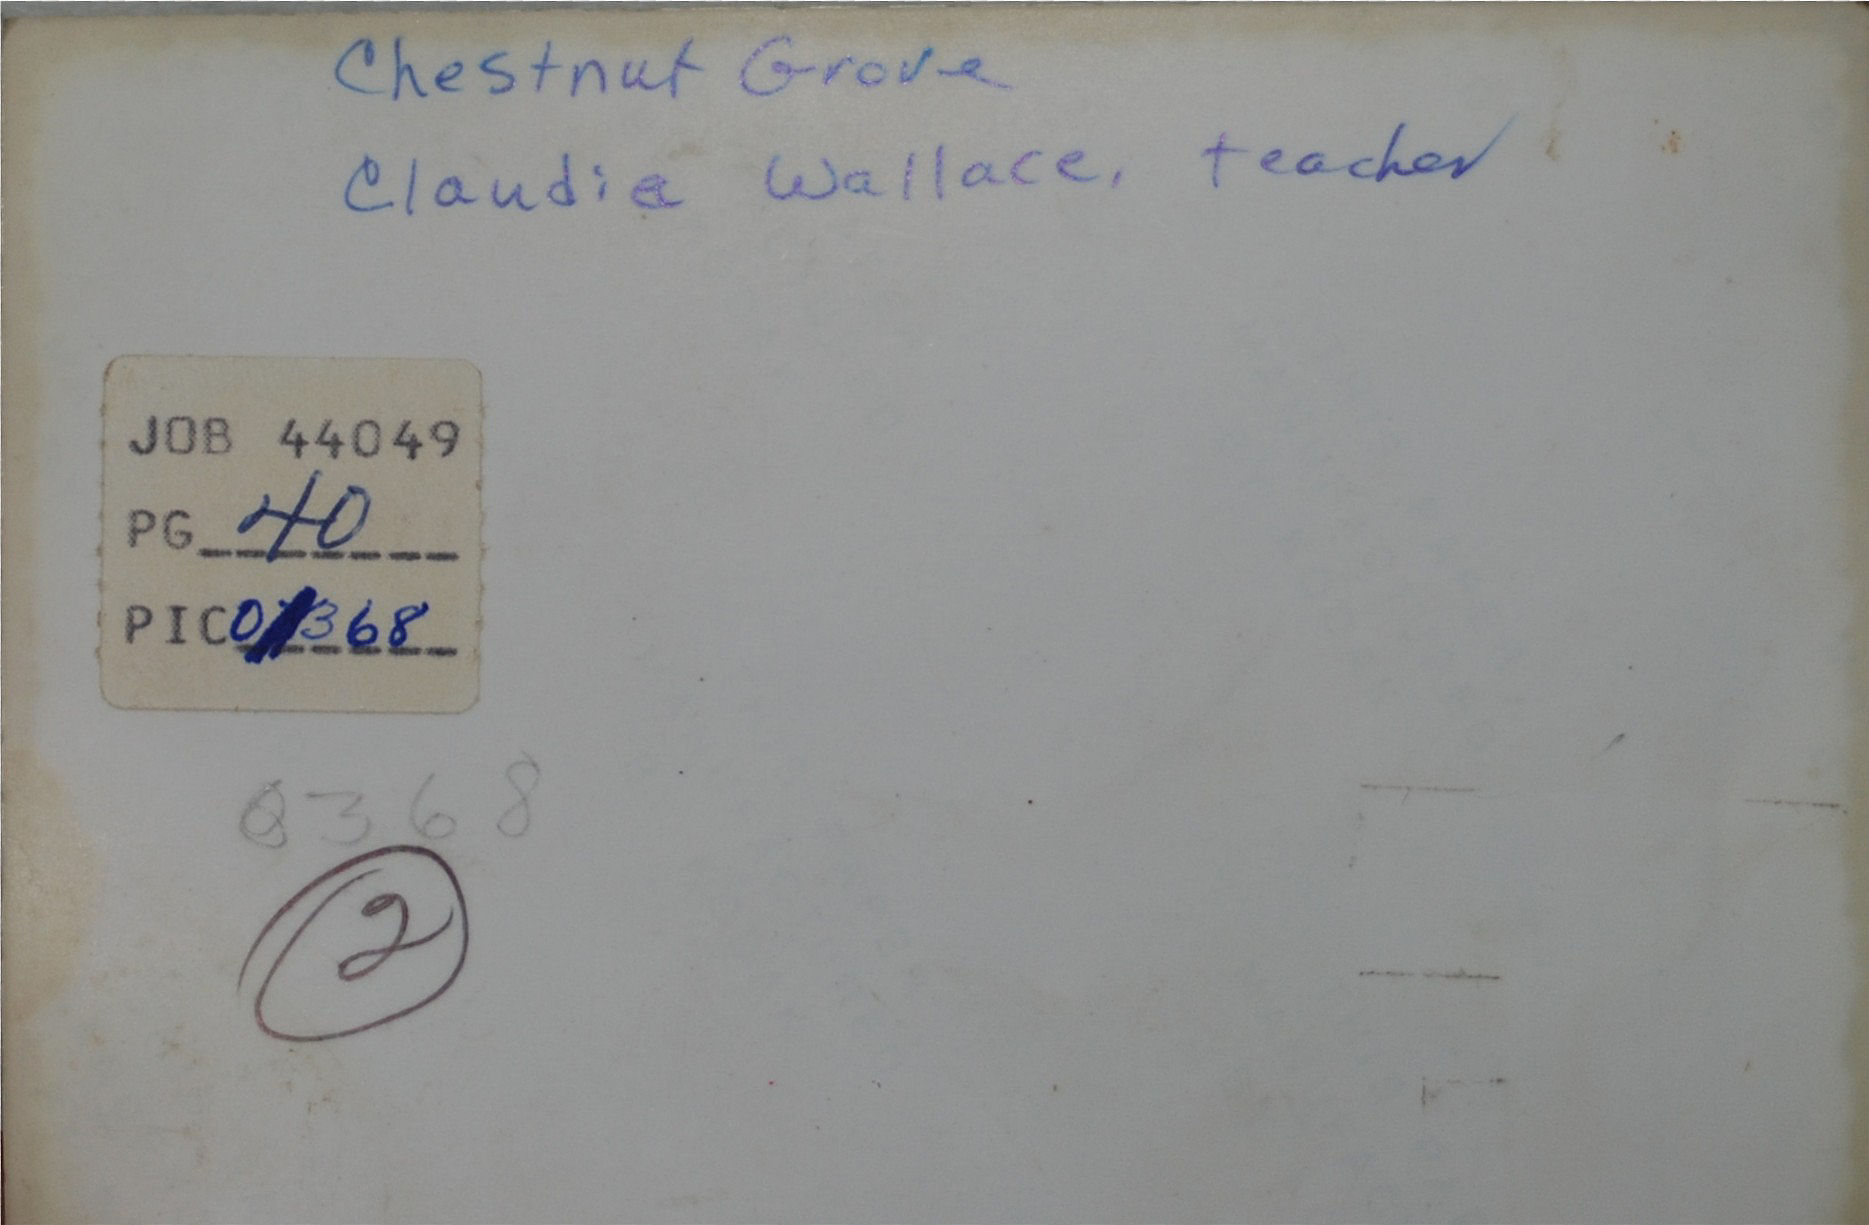 Chestnut Grove
Claudia Wallace, teacher
JOB 44049
PG 40
PIC 0368
0368
2